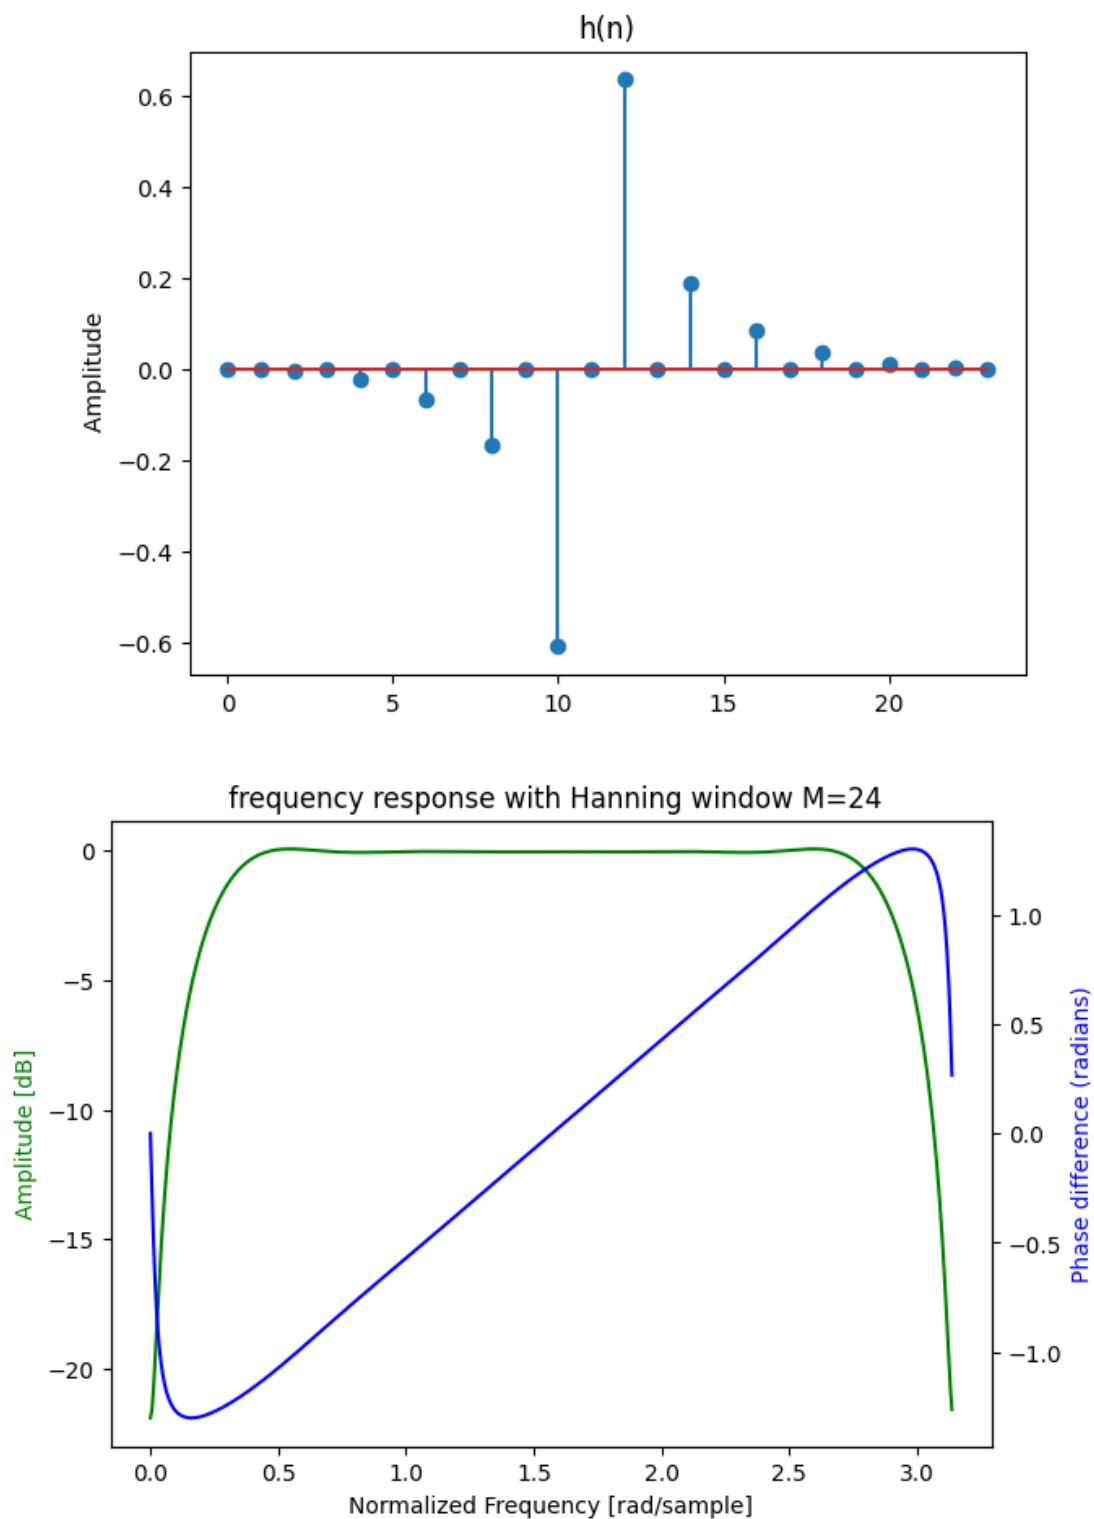 h(n)
Amplitude
0.6
0.4
0.2
0.0
−0.2
−0.4
−0.6
0 5 10 15 20
frequency response with Hanning window M=24
Amplitude [dB]
0
−5
−10
−15
−20
1.0
0.5
0.0
−0.5
−1.0
Phase difference (radians)
0.0 0.5 1.0 1.5 2.0 2.5 3.0
Normalized Frequency [rad/sample]